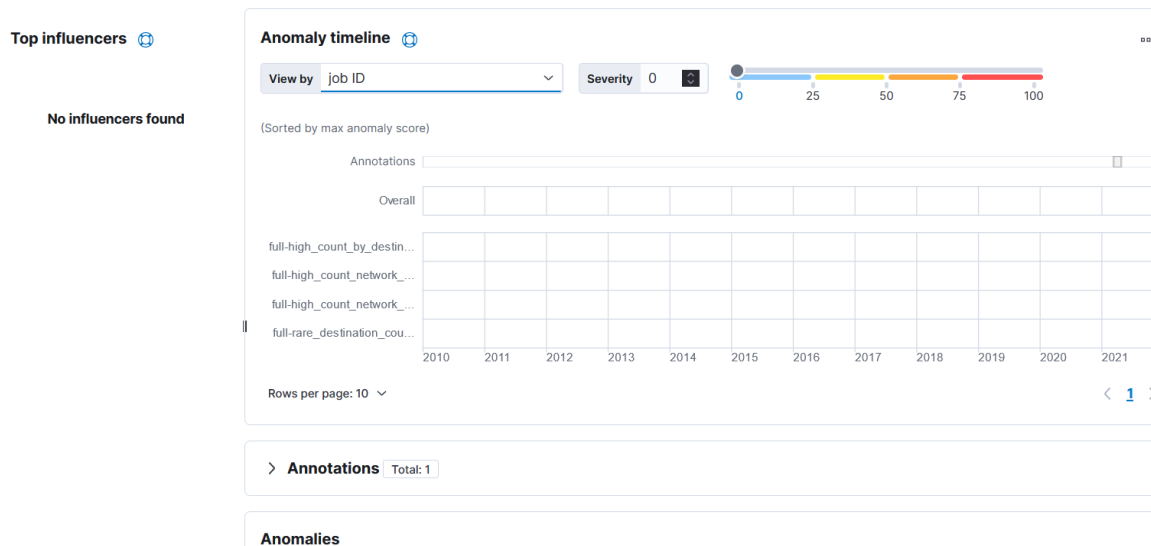 Top influencers
No influencers found
Anomaly timeline
View by job ID
Severity 0
0 25 50 75 100
(Sorted by max anomaly score)
Annotations
Overall
full-high_count_by_destin...
full-high_count_network_...
full-high_count_network_...
full-rare_destination_cou...
2010 2011 2012 2013 2014 2015 2016 2017 2018 2019 2020 2021
Rows per page: 10
1
Annotations Total: 1
Anomalies